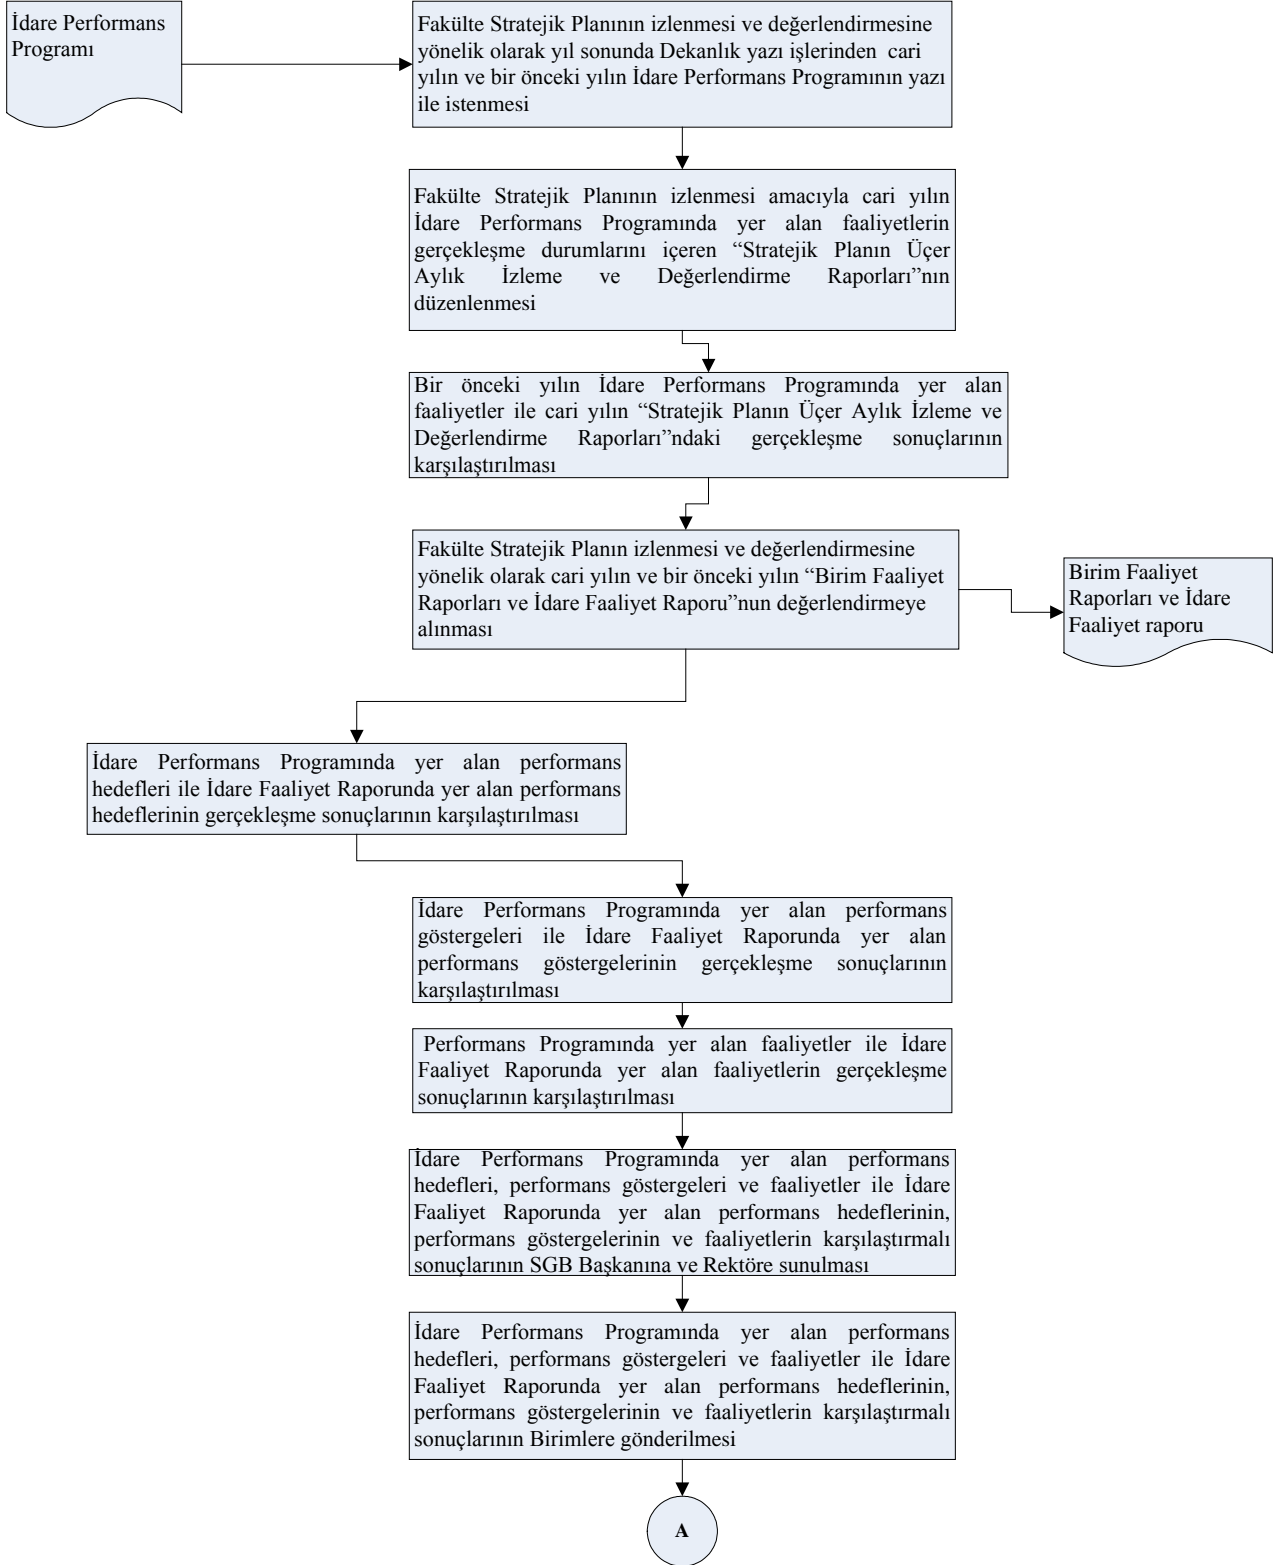 İdare Performans
Programı
Fakülte Stratejik Planının izlenmesi ve değerlendirmesine
yönelik olarak yıl sonunda Dekanlık yazı işlerinden cari
yılın ve bir önceki yılın İdare Performans Programının yazı
ile istenmesi
Fakülte Stratejik Planının izlenmesi amacıyla cari yılın
İdare Performans Programında yer alan faaliyetlerin
gerçekleşme durumlarını içeren “Stratejik Planın Üçer
Aylık İzleme ve Değerlendirme Raporları”nın
düzenlenmesi
Bir önceki yılın İdare Performans Programında yer alan
faaliyetler ile cari yılın “Stratejik Planın Üçer Aylık İzleme ve
Değerlendirme Raporları”ndaki gerçekleşme sonuçlarının
karşılaştırılması
Fakülte Stratejik Planın izlenmesi ve değerlendirmesine
yönelik olarak cari yılın ve bir önceki yılın “Birim Faaliyet
Raporları ve İdare Faaliyet Raporu”nun değerlendirmeye
alınması
Birim Faaliyet
Raporları ve İdare
Faaliyet raporu
İdare Performans Programında yer alan performans
hedefleri ile İdare Faaliyet Raporunda yer alan performans
hedeflerinin gerçekleşme sonuçlarının karşılaştırılması
İdare Performans Programında yer alan performans
göstergeleri ile İdare Faaliyet Raporunda yer alan
performans göstergelerinin gerçekleşme sonuçlarının
karşılaştırılması
Performans Programında yer alan faaliyetler ile İdare
Faaliyet Raporunda yer alan faaliyetlerin gerçekleşme
sonuçlarının karşılaştırılması
İdare Performans Programında yer alan performans
hedefleri, performans göstergeleri ve faaliyetler ile İdare
Faaliyet Raporunda yer alan performans hedeflerinin,
performans göstergelerinin ve faaliyetlerin karşılaştırmalı
sonuçlarının SGB Başkanına ve Rektöre sunulması
İdare Performans Programında yer alan performans
hedefleri, performans göstergeleri ve faaliyetler ile İdare
Faaliyet Raporunda yer alan performans hedeflerinin,
performans göstergelerinin ve faaliyetlerin karşılaştırmalı
sonuçlarının Birimlere gönderilmesi
A